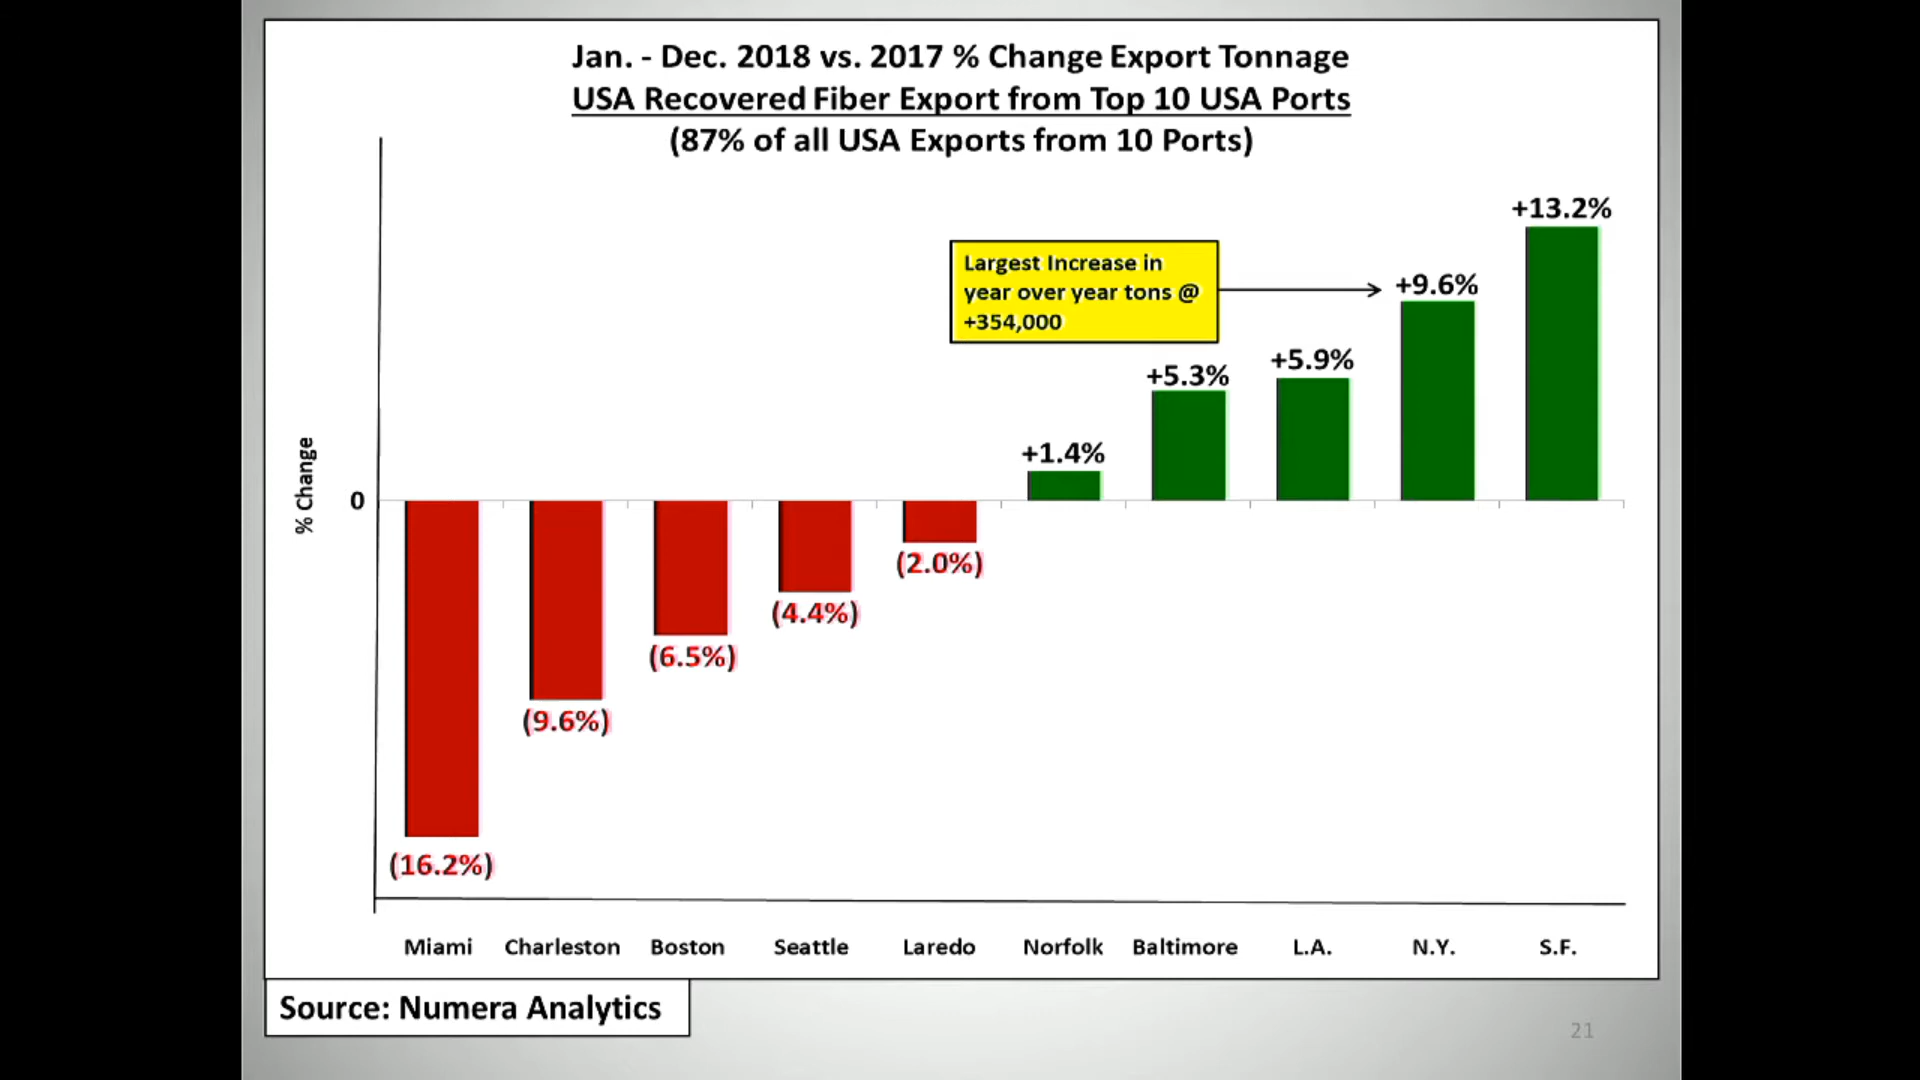 Jan. - Dec. 2018 vs. 2017 % Change Export Tonnage
USA Recovered Fiber Export from Top 10 USA Ports
(87% of all USA Exports from 10 Ports)
+13.2%
Largest Increase in
year over year tons @
+354,000
+9.6%
+5.9%
+5.3%
+1.4%
% Change
0
(2.0%)
(4.4%)
(6.5%)
(9.6%)
(16.2%)
Miami Charleston Boston Seattle Laredo Norfolk Baltimore L.A. N.Y. S.F.
Source: Numera Analytics
21